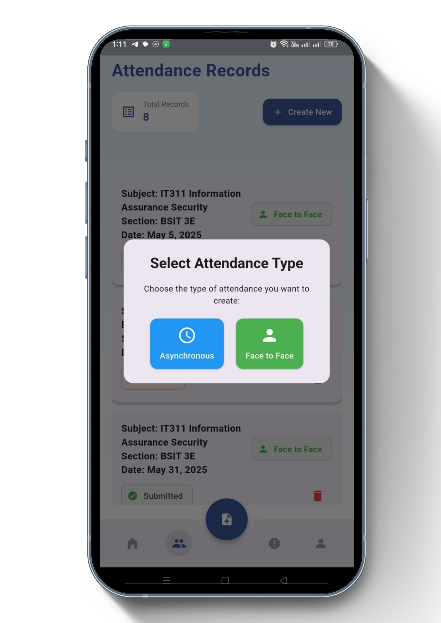 1:11
Attendance Records
Total Records
8
+ Create New
Subject: IT311 Information
Assurance Security
Section: BSIT 3E
Date: May 5, 2025
Face to Face
Select Attendance Type
Choose the type of attendance you want to
create:
Asynchronous
Face to Face
Subject: IT311 Information
Assurance Security
Section: BSIT 3E
Date: May 31, 2025
Face to Face
Submitted